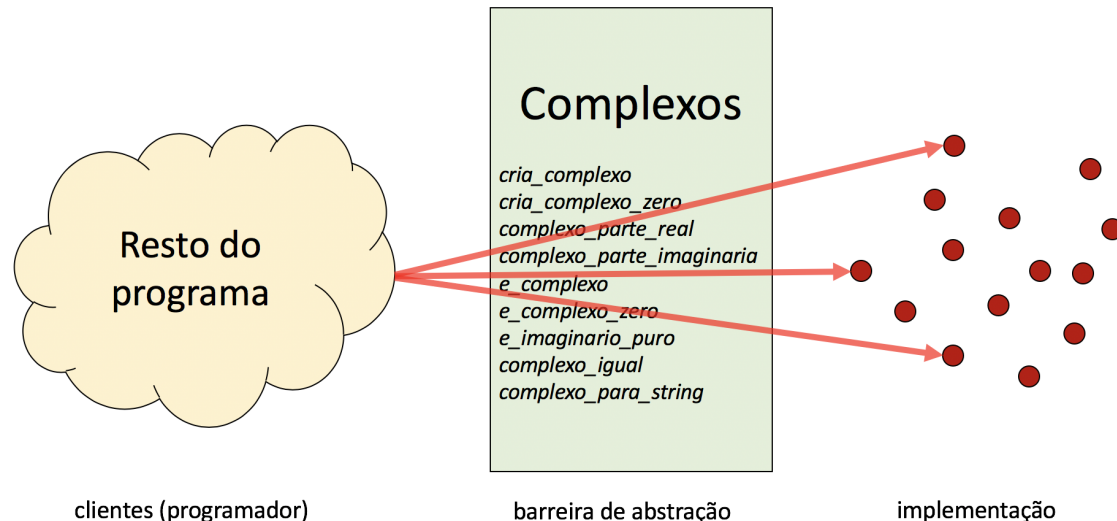 Complexos
cria_complexo
cria_complexo_zero
complexo_parte_real
complexo_parte_imaginaria
e_complexo
e_complexo_zero
e_imaginario_puro
complexo_igual
complexo_para_string
Resto do
programa
clientes (programador)
barreira de abstração
implementação